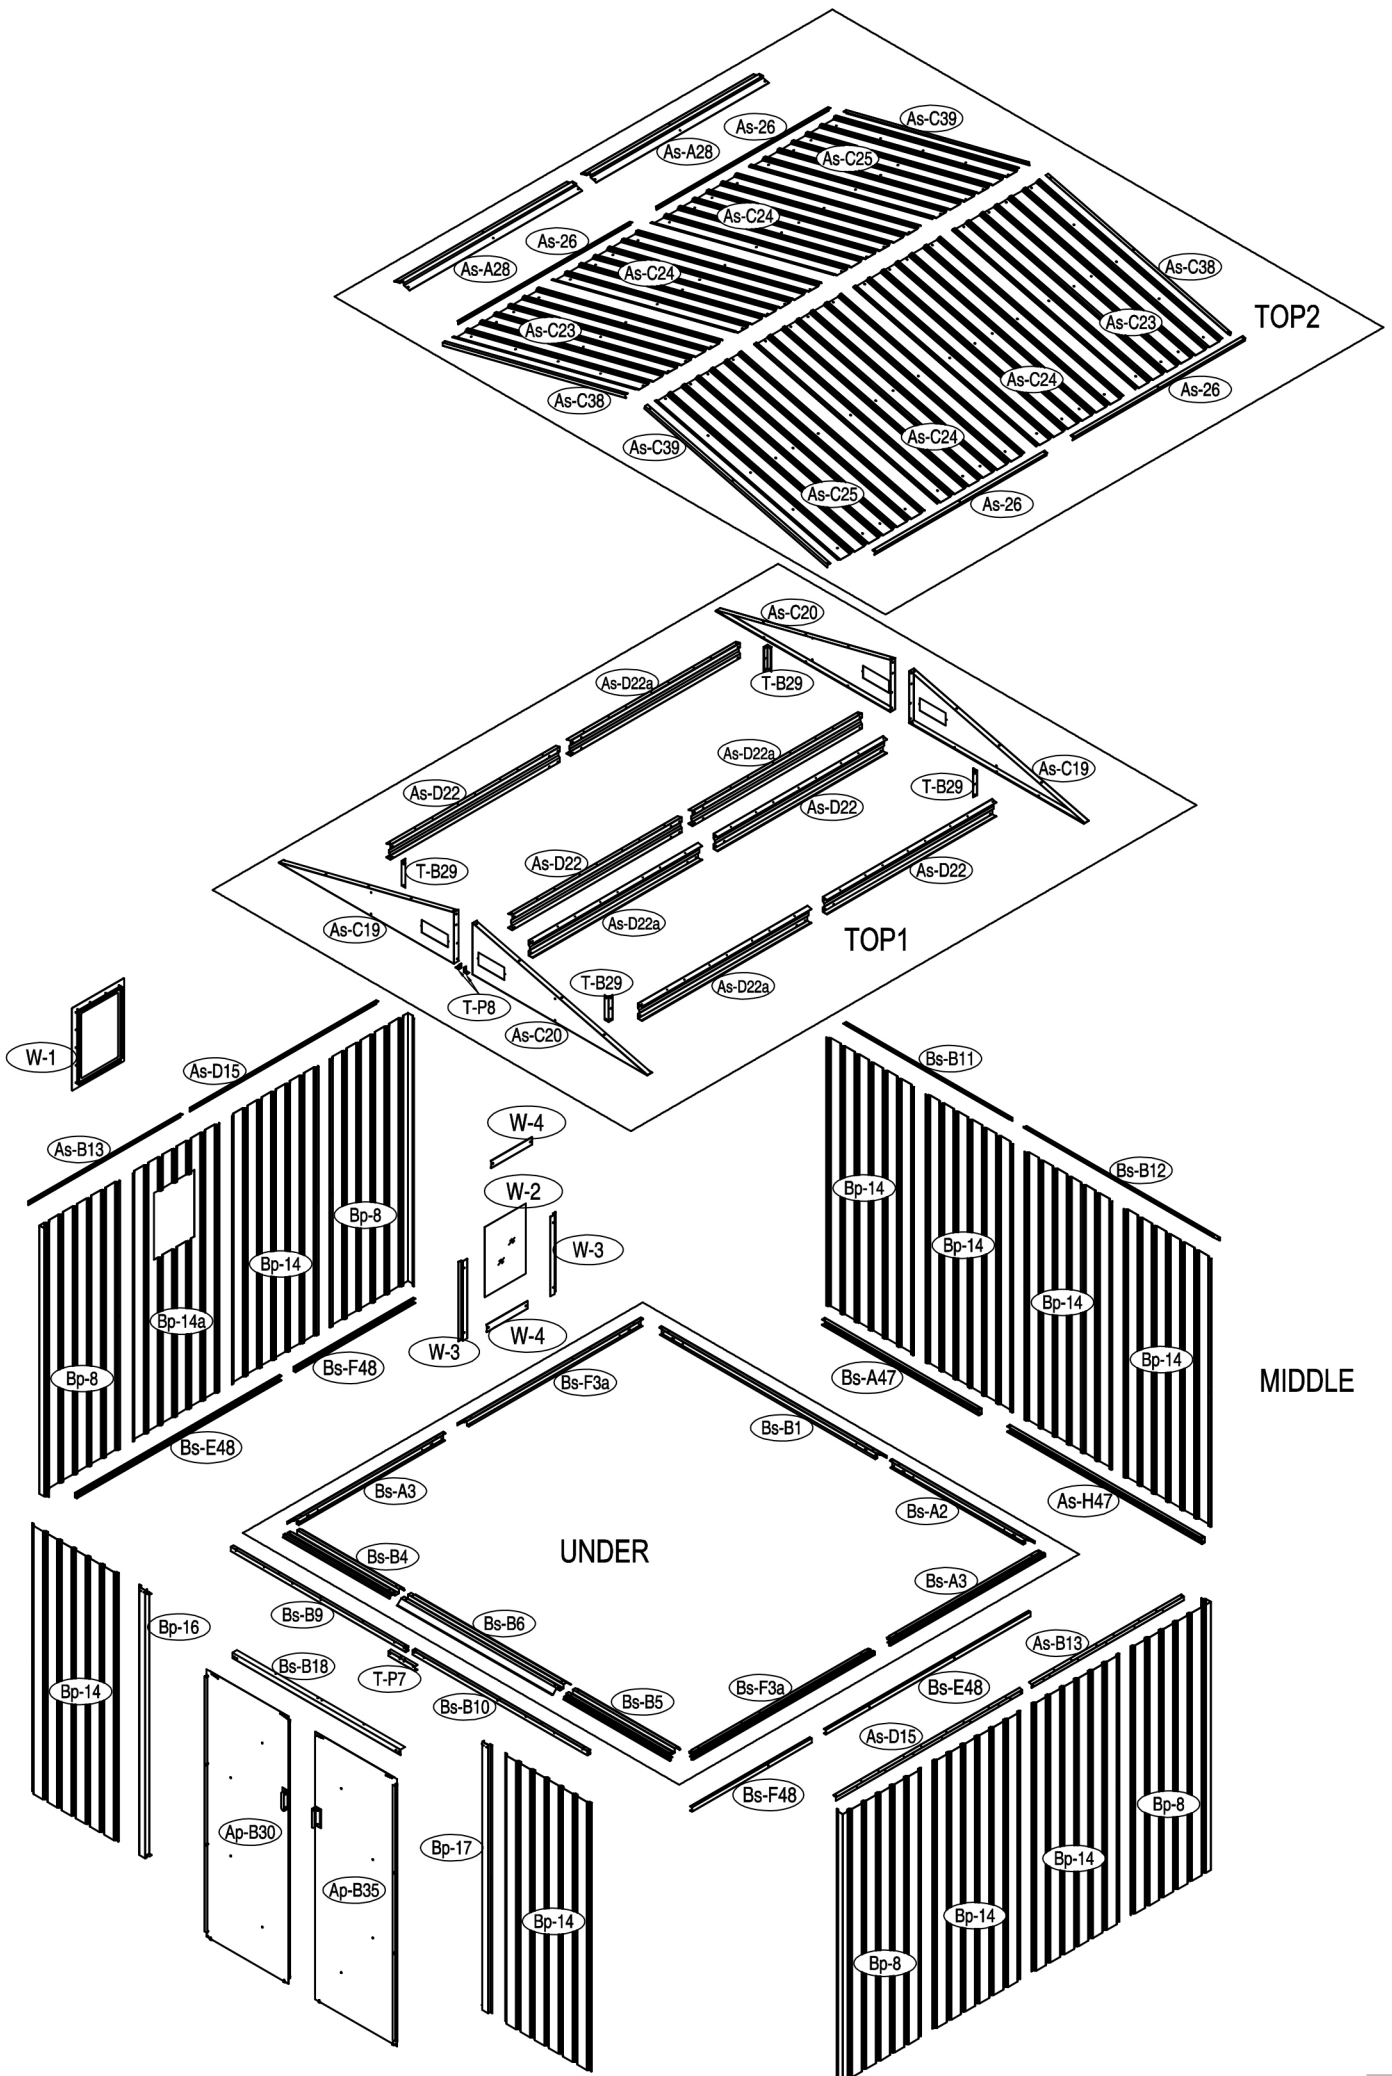 As-C39
As-26
As-A28
As-C25
As-C24
As-26
As-A28
As-C24
As-C38
As-C23
As-C23
TOP2
As-C24
As-26
As-C38
As-C24
As-C39
As-C25
As-26
As-C20
As-D22a
T-B29
As-D22a
As-C19
As-D22
T-B29
As-D22
As-D22
T-B29
As-D22
As-C19
As-D22a
TOP1
T-B29
As-D22a
T-P8
As-C20
W-1
As-D15
Bs-B11
As-B13
W-4
Bs-B12
W-2
Bp-14
Bp-8
Bp-14
W-3
Bp-14
Bp-14
Bp-14a
W-4
W-3
Bp-14
Bs-F48
Bp-8
Bs-A47
MIDDLE
Bs-F3a
Bs-B1
Bs-E48
Bs-A3
As-H47
Bs-A2
UNDER
Bs-B4
Bs-A3
Bs-B9
Bs-B6
Bp-16
As-B13
Bs-B18
T-P7
Bp-14
Bs-B10
Bs-B5
Bs-F3a
Bs-E48
As-D15
Bs-F48
Bp-8
Ap-B30
Bp-17
Bp-14
Ap-B35
Bp-14
Bp-14
Bp-8